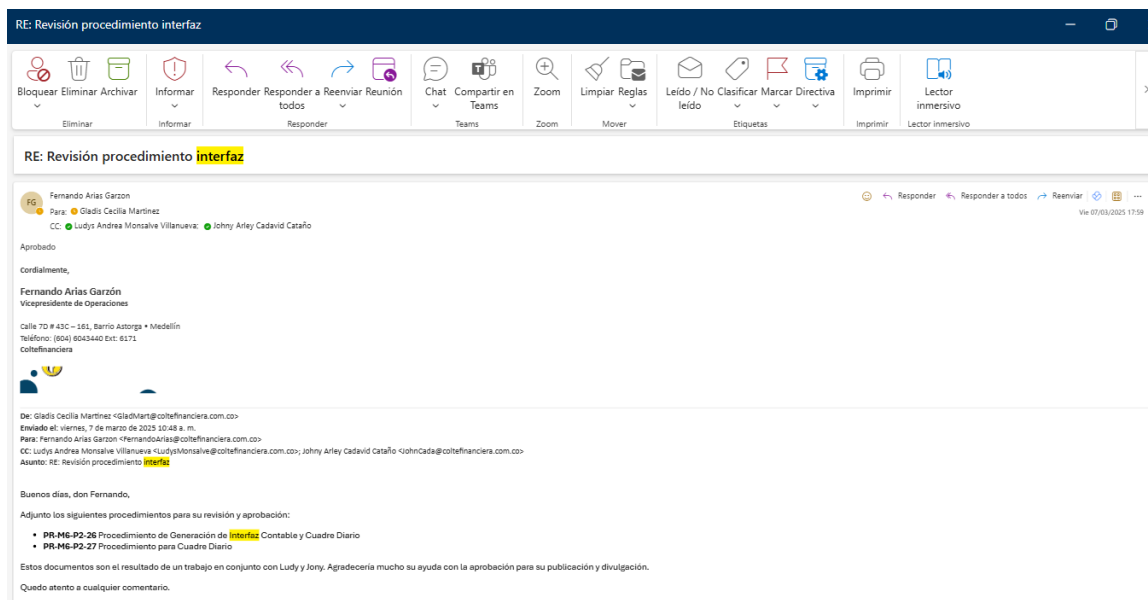 RE: Revisión procedimiento interfaz
Bloquear Eliminar Archivar Informar Responder Responder a todos Reenviar Reunión Chat Compartir en Teams Zoom Limpiar Reglas Leído / No leído Clasificar Marcar Directiva Imprimir Lector inmersivo
Eliminar Informar Responder Teams Zoom Mover Etiquetas Imprimir Lector inmersivo
RE: Revisión procedimiento interfaz
FG
Fernando Arias Garzon
Responder Responder a todos Reenviar
Para: Gladis Cecilia Martinez
Vie 07/03/2025 17:59
CC: Ludys Andrea Monsalve Villanueva; Johny Arley Cadavid Cataño
Aprobado
Cordialmente,
Fernando Arias Garzón
Vicepresidente de Operaciones
Calle 7D # 43C – 161, Barrio Astorga • Medellín
Teléfono: (604) 6043440 Ext: 6171
Coltefinanciera
De: Gladis Cecilia Martinez <GladMart@coltefinanciera.com.co>
Enviado el: viernes, 7 de marzo de 2025 10:48 a. m.
Para: Fernando Arias Garzon <FernandoArias@coltefinanciera.com.co>
CC: Ludys Andrea Monsalve Villanueva <LudysMonsalve@coltefinanciera.com.co>; Johny Arley Cadavid Cataño <JohnCada@coltefinanciera.com.co>
Asunto: RE: Revisión procedimiento interfaz
Buenos días, don Fernando,
Adjunto los siguientes procedimientos para su revisión y aprobación:
• PR-M6-P2-26 Procedimiento de Generación de Interfaz Contable y Cuadre Diario
• PR-M6-P2-27 Procedimiento para Cuadre Diario
Estos documentos son el resultado de un trabajo en conjunto con Ludy y Jony. Agradecería mucho su ayuda con la aprobación para su publicación y divulgación.
Quedo atento a cualquier comentario.